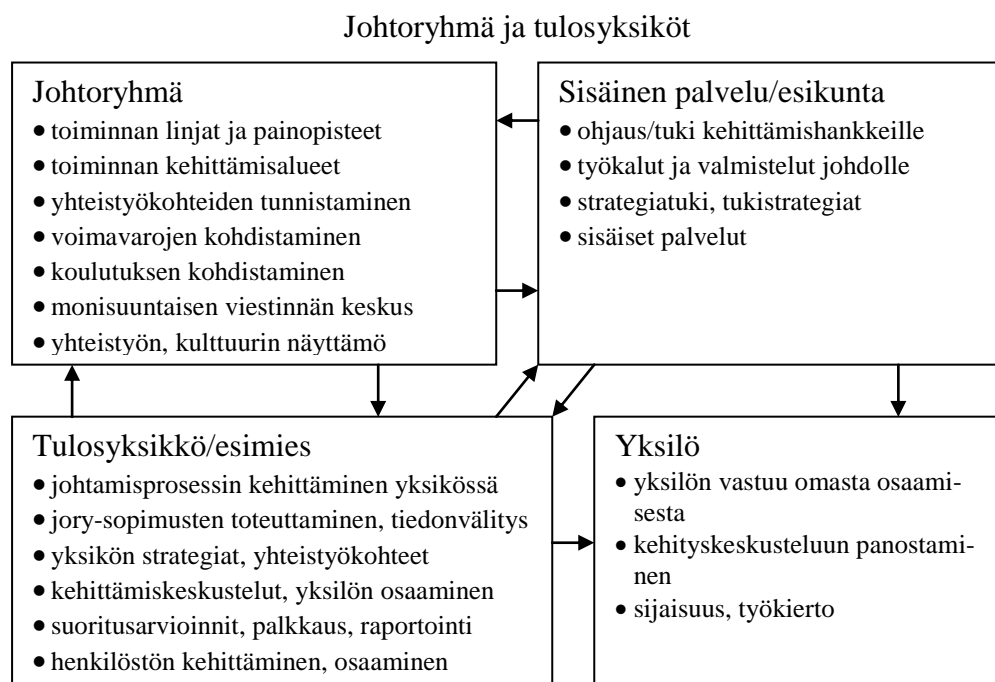 Johtoryhmä ja tulosyksiköt
Johtoryhmä
• toiminnan linjat ja painopisteet
• toiminnan kehittämisalueet
• yhteistyökohteiden tunnistaminen
• voimavarojen kohdistaminen
• koulutuksen kohdistaminen
• monisuuntaisen viestinnän keskus
• yhteistyön, kulttuurin näyttämö
Sisäinen palvelu/esikunta
• ohjaus/tuki kehittämishankkeille
• työkalut ja valmistelut johdolle
• strategiatuki, tukistrategiat
• sisäiset palvelut
Tulosyksikkö/esimies
• johtamisprosessin kehittäminen yksikössä
• jory-sopimusten toteuttaminen, tiedonvälitys
• yksikön strategiat, yhteistyökohteet
• kehittämiskeskustelut, yksilön osaaminen
• suoritusarvioinnit, palkkaus, raportointi
• henkilöstön kehittäminen, osaaminen
Yksilö
• yksilön vastuu omasta osaami-
sesta
• kehityskeskusteluun panostami-
nen
• sijaisuus, työkierto